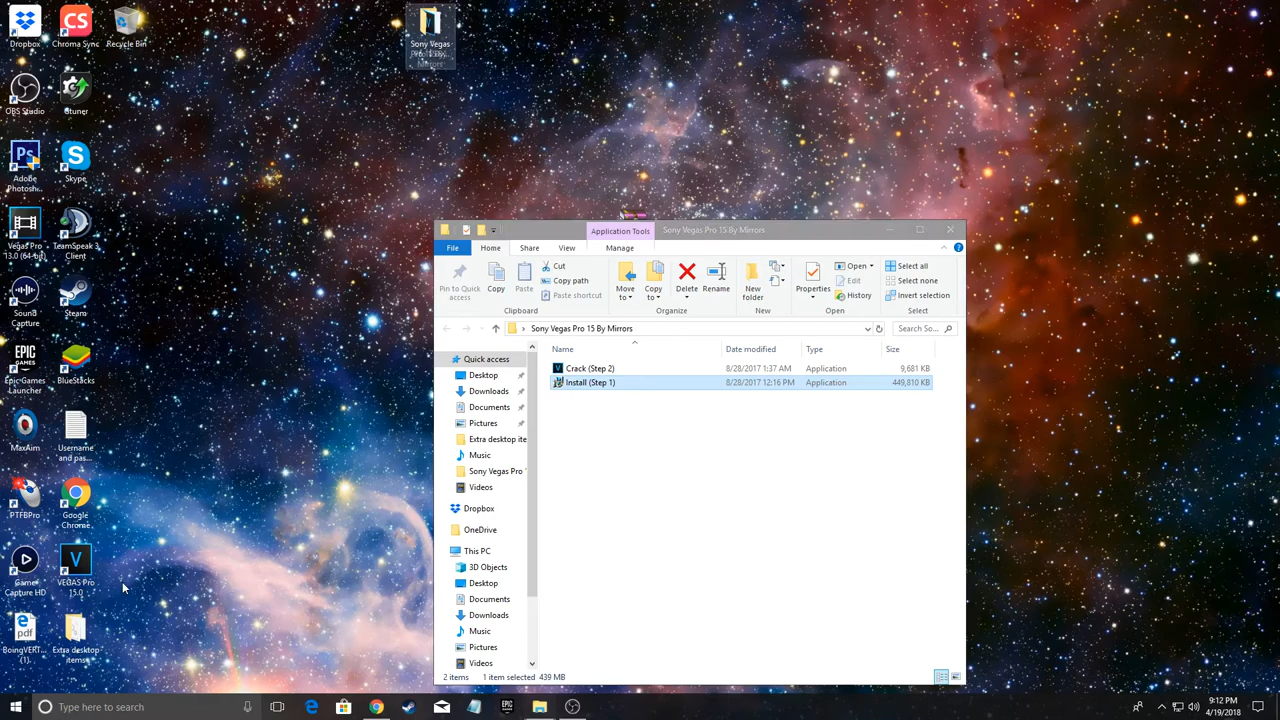 Dropbox
Chroma Sync
Recycle Bin
Sony Vegas
Pro 15 By
Mirrors
OBS Studio
Gtuner
Adobe
Photosh...
Skype
Vegas Pro
13.0 (64-bit)
TeamSpeak 3
Client
Sound
Capture
Steam
Epic Games
Launcher
BlueStacks
MaxAim
Username
and pas...
PTFBPro
Google
Chrome
Game
Capture HD
VEGAS Pro
15.0
BoingVERT...
(1)
Extra desktop
items
Application Tools
Sony Vegas Pro 15 By Mirrors
File
Home
Share
View
Manage
Pin to Quick
access
Copy
Paste
Cut
Copy path
Paste shortcut
Move
to
Copy
to
Delete
Rename
New
folder
Properties
Open
Edit
History
Select all
Select none
Invert selection
Clipboard
Organize
New
Open
Select
Sony Vegas Pro 15 By Mirrors
Search So...
Name
Date modified
Type
Size
Crack (Step 2)
8/28/2017 1:37 AM
Application
9,681 KB
Install (Step 1)
8/28/2017 12:16 PM
Application
449,810 KB
Quick access
Desktop
Downloads
Documents
Pictures
Extra desktop ite
Music
Sony Vegas Pro
Videos
Dropbox
OneDrive
This PC
3D Objects
Desktop
Documents
Downloads
Music
Pictures
Videos
2 items
1 item selected 439 MB
Type here to search
9:12 PM
4/19/2018